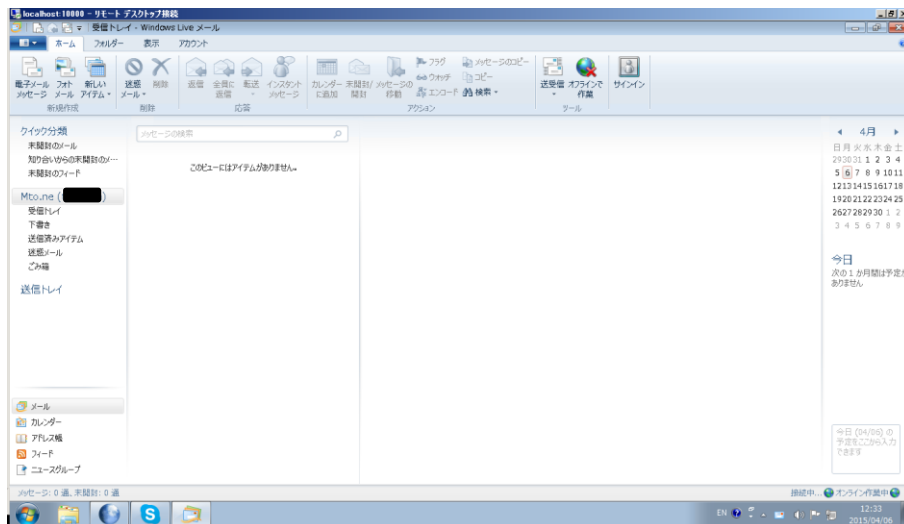 localhost:10000 - リモート デスクトップ接続
受信トレイ - Windows Live メール
ホーム フォルダー 表示 アカウント
電子メール メッセージ
フォト メール
新しい アイテム
迷惑 メール
削除
返信
全員に 返信
転送
インスタント メッセージ
カレンダー に追加
未開封/ 開封
メッセージの 移動
フラグ
ウォッチ
エンコード
メッセージのコピー
コピー
検索
送受信
オフラインで 作業
サインイン
新規作成 削除 応答 アクション ツール
クイック分類
未開封のメール
知り合いからの未開封のメ…
未開封のフィード
Mto.ne ( )
受信トレイ
下書き
送信済みアイテム
迷惑メール
ごみ箱
送信トレイ
メッセージの検索
このビューにはアイテムがありません。
4月
日 月 火 水 木 金 土
29 30 31 1 2 3 4
5 6 7 8 9 10 11
12 13 14 15 16 17 18
19 20 21 22 23 24 25
26 27 28 29 30 1 2
3 4 5 6 7 8 9
今日
次の 1 か月間は予定が
ありません
今日 (04/06) の
予定をここから入力
できます
メール
カレンダー
アドレス帳
フィード
ニュースグループ
メッセージ: 0 通、未開封: 0 通
接続中... オンライン作業中
EN
12:33
2015/04/06